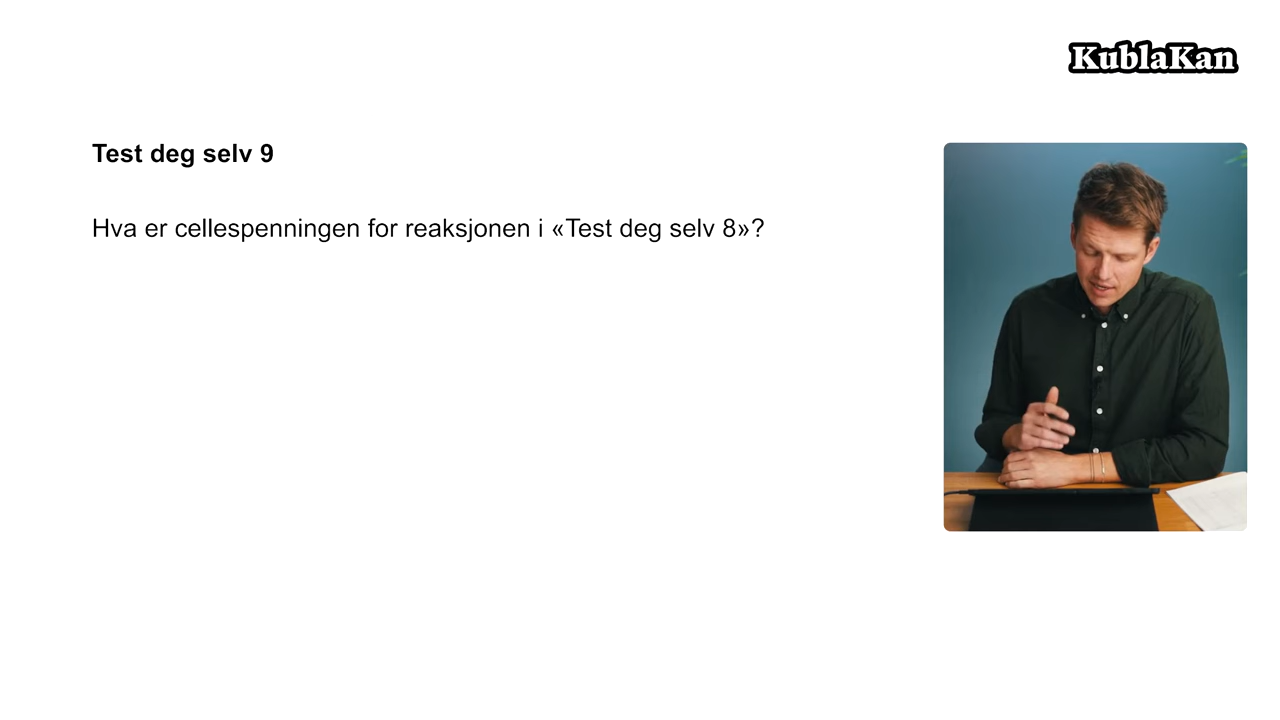 KublaKan
Test deg selv 9
Hva er cellespenningen for reaksjonen i «Test deg selv 8»?